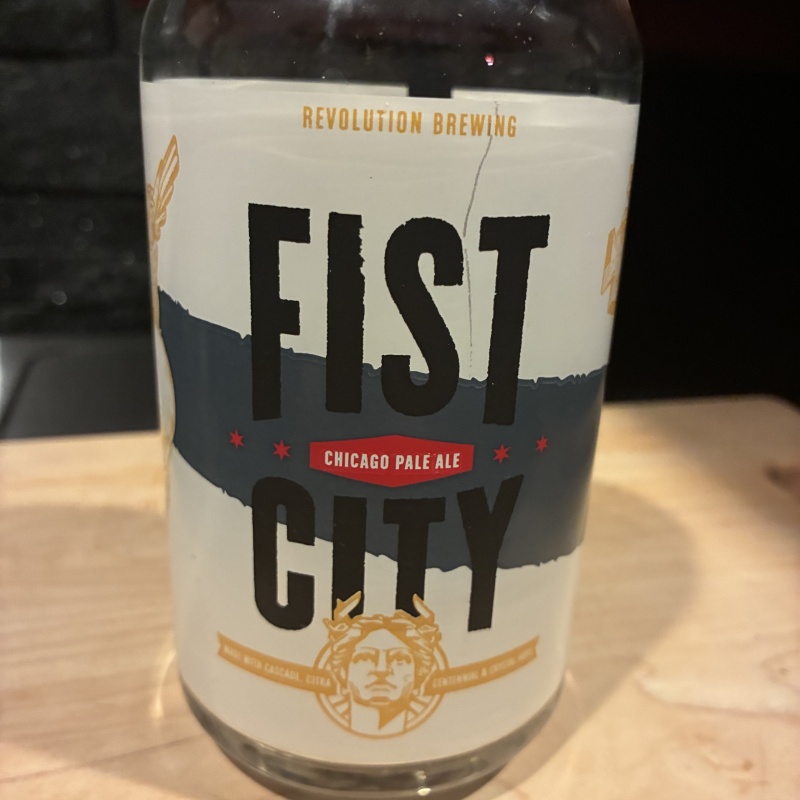 REVOLUTION BREWING
FIST
CHICAGO PALE ALE
CITY
MADE WITH CASCADE, CITRA
CENTENNIAL & CRYSTAL HOPS